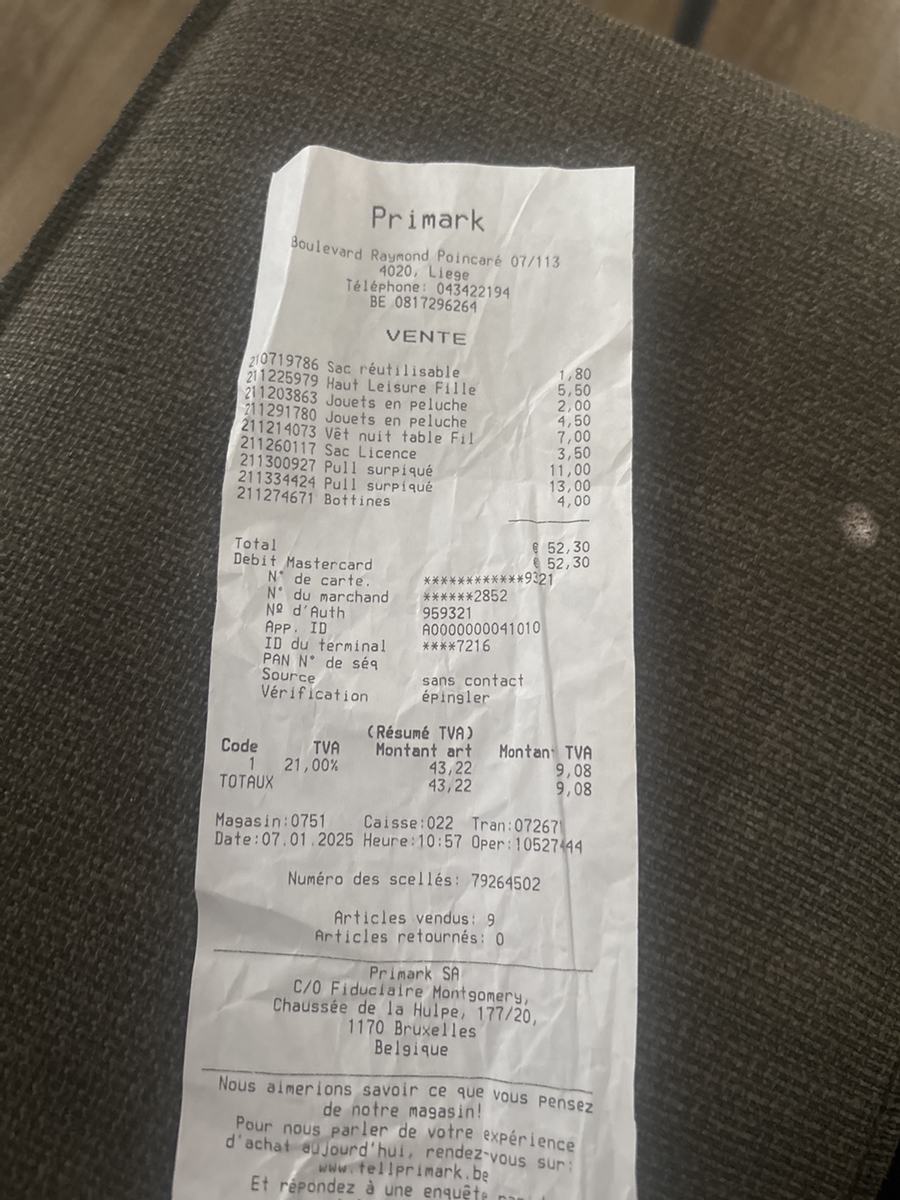 Primark
Boulevard Raymond Poincaré 07/113
4020, Liege
Téléphone: 043422194
BE 0817296264
VENTE
210719786 Sac réutilisable 1,80
211225979 Haut Leisure Fille 5,50
211203863 Jouets en peluche 2,00
211291780 Jouets en peluche 4,50
211214073 Vêt nuit table Fil 7,00
211260117 Sac Licence 3,50
211300927 Pull surpiqué 11,00
211334424 Pull surpiqué 13,00
211274671 Bottines 4,00
Total € 52,30
Debit Mastercard € 52,30
N° de carte. ************9321
N° du marchand ******2852
Nº d'Auth 959321
App. ID A0000000041010
ID du terminal ****7216
PAN N° de séq
Source sans contact
Vérification épingler
(Résumé TVA)
Code TVA Montant art Montant TVA
1 21,00% 43,22 9,08
TOTAUX 43,22 9,08
Magasin:0751 Caisse:022 Tran:07267
Date:07.01.2025 Heure:10:57 Oper:10527444
Numéro des scellés: 79264502
Articles vendus: 9
Articles retournés: 0
Primark SA
C/O Fiduciaire Montgomery,
Chaussée de la Hulpe, 177/20,
1170 Bruxelles
Belgique
Nous aimerions savoir ce que vous pensez
de notre magasin!
Pour nous parler de votre expérience
d'achat aujourd'hui, rendez-vous sur:
www.tellprimark.be
Et répondez à une enquête